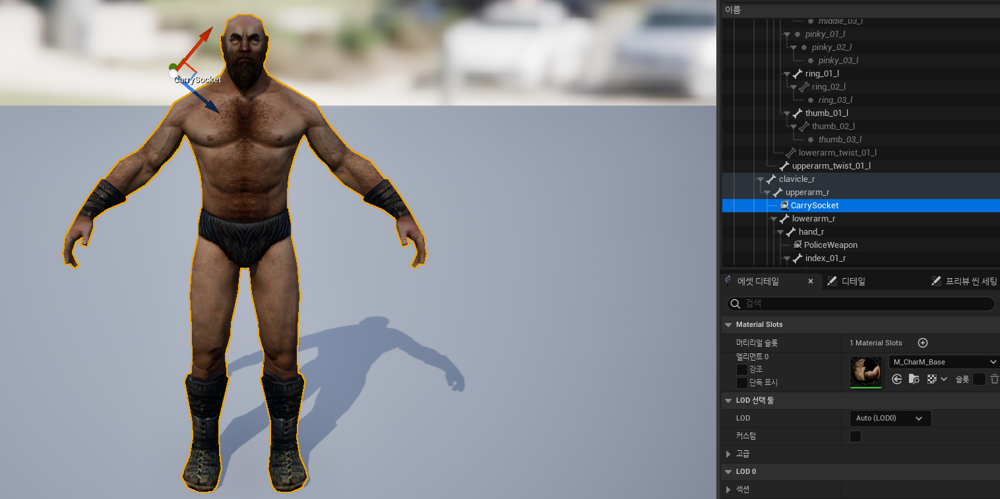 CarrySocket
이름
middle_03_l
pinky_01_l
pinky_02_l
pinky_03_l
ring_01_l
ring_02_l
ring_03_l
thumb_01_l
thumb_02_l
thumb_03_l
lowerarm_twist_01_l
upperarm_twist_01_l
clavicle_r
upperarm_r
CarrySocket
lowerarm_r
hand_r
PoliceWeapon
index_01_r
에셋 디테일 × 디테일 프리뷰 씬 세팅
검색
Material Slots
머티리얼 슬롯 1 Material Slots
엘리먼트 0
강조
단독 표시
M_CharM_Base
슬롯
LOD 선택 툴
LOD Auto (LOD0)
커스텀
고급
LOD 0
섹션